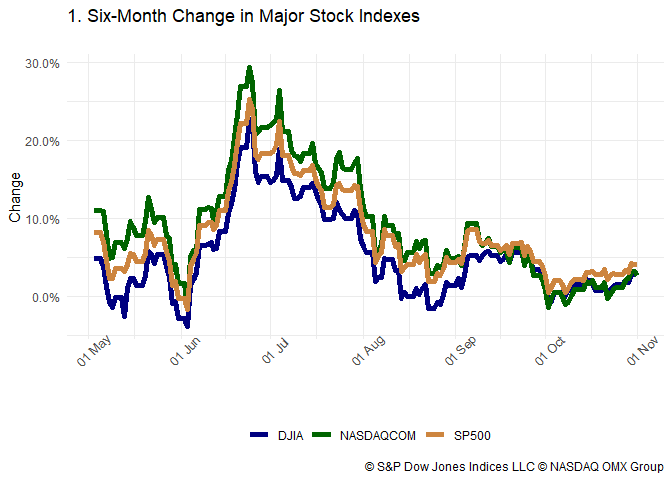 1. Six-Month Change in Major Stock Indexes
30.0%
20.0%
10.0%
0.0%
Change
01 May
01 Jun
01 Jul
01 Aug
01 Sep
01 Oct
01 Nov
DJIA NASDAQCOM SP500
© S&P Dow Jones Indices LLC © NASDAQ OMX Group